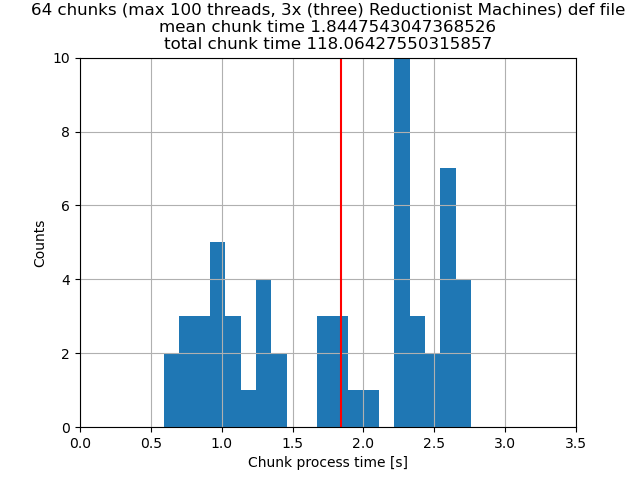 64 chunks (max 100 threads, 3x (three) Reductionist Machines) def file
mean chunk time 1.8447543047368526
total chunk time 118.06427550315857
10
8
6
4
2
0
Counts
0.0 0.5 1.0 1.5 2.0 2.5 3.0 3.5
Chunk process time [s]